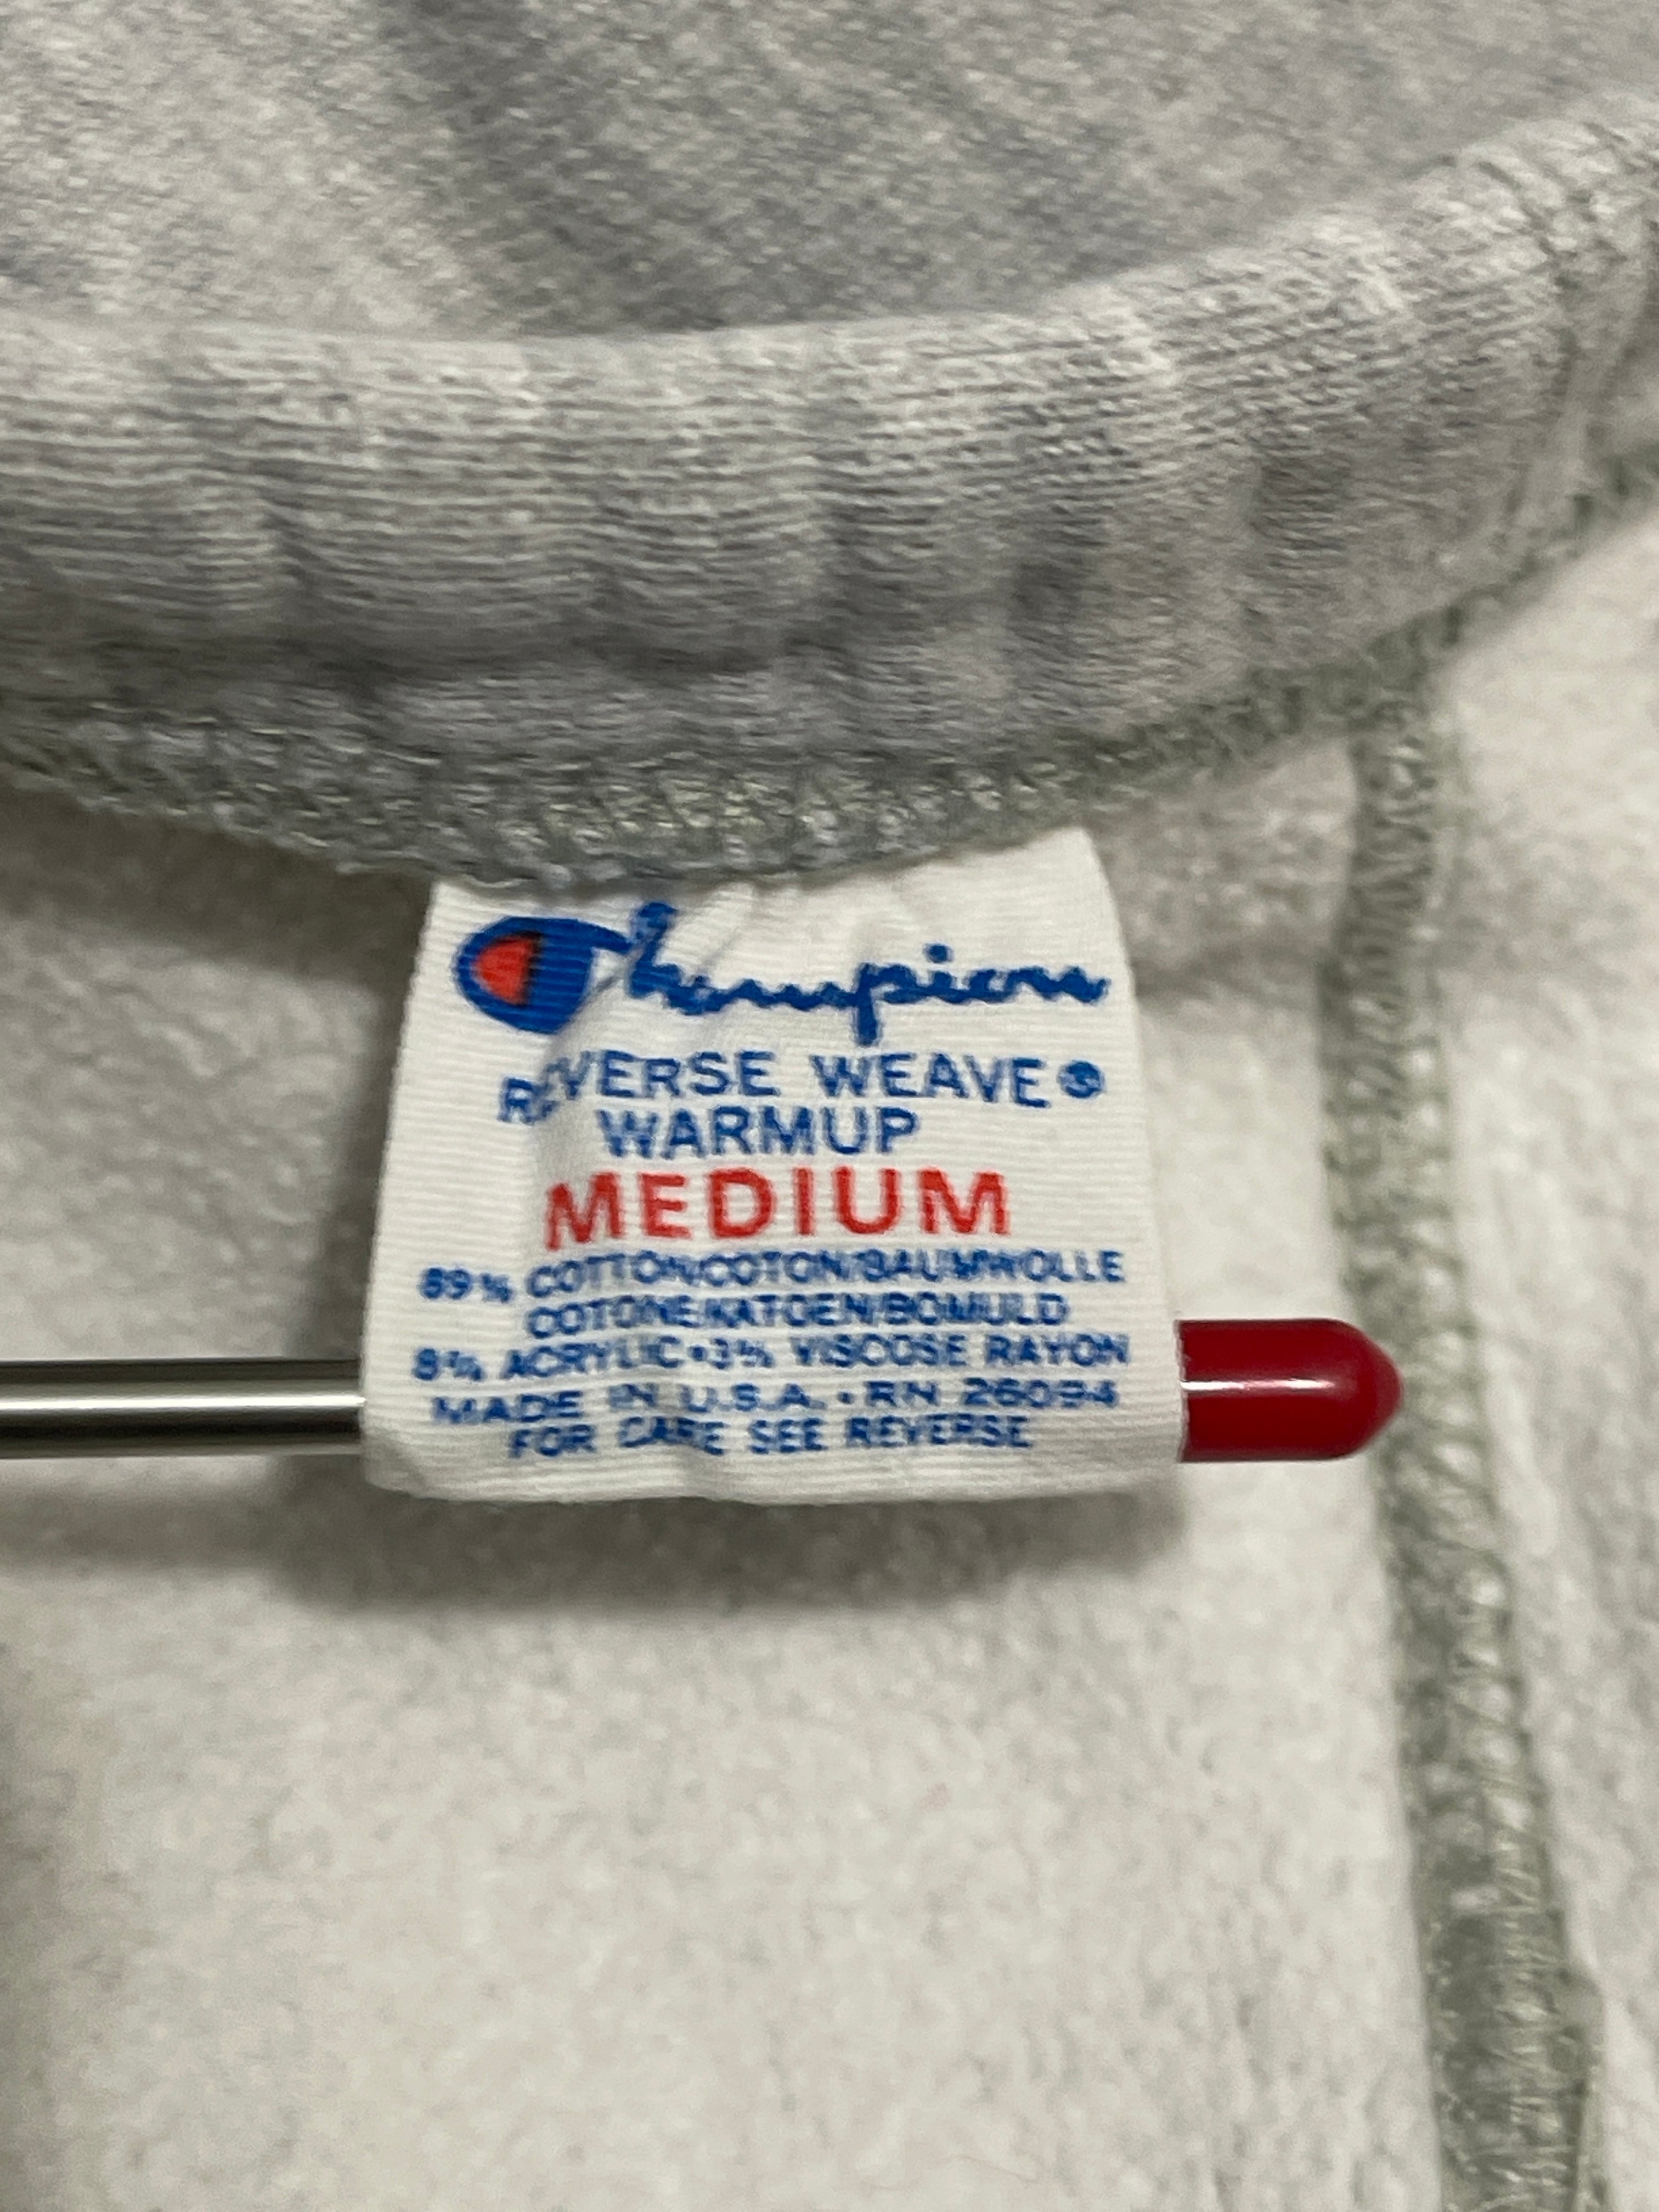 Champion
REVERSE WEAVE®
WARMUP
MEDIUM
89% COTTON/COTON/BAUMWOLLE
COTONE/KATOEN/BOMULD
8% ACRYLIC•3% VISCOSE RAYON
MADE IN U.S.A. • RN 26094
FOR CARE SEE REVERSE